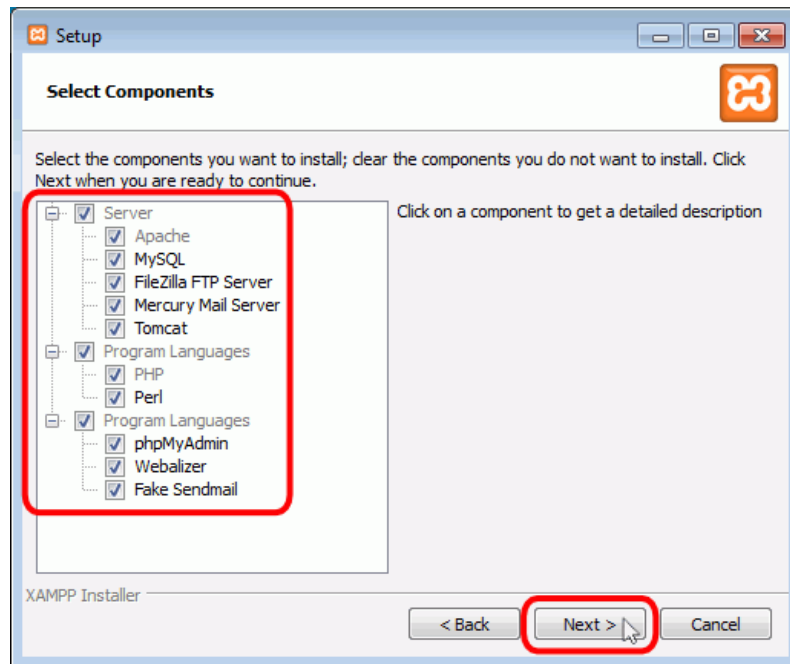 Setup
Select Components
Select the components you want to install; clear the components you do not want to install. Click
Next when you are ready to continue.
Server
Apache
MySQL
FileZilla FTP Server
Mercury Mail Server
Tomcat
Program Languages
PHP
Perl
Program Languages
phpMyAdmin
Webalizer
Fake Sendmail
Click on a component to get a detailed description
XAMPP Installer
< Back
Next >
Cancel